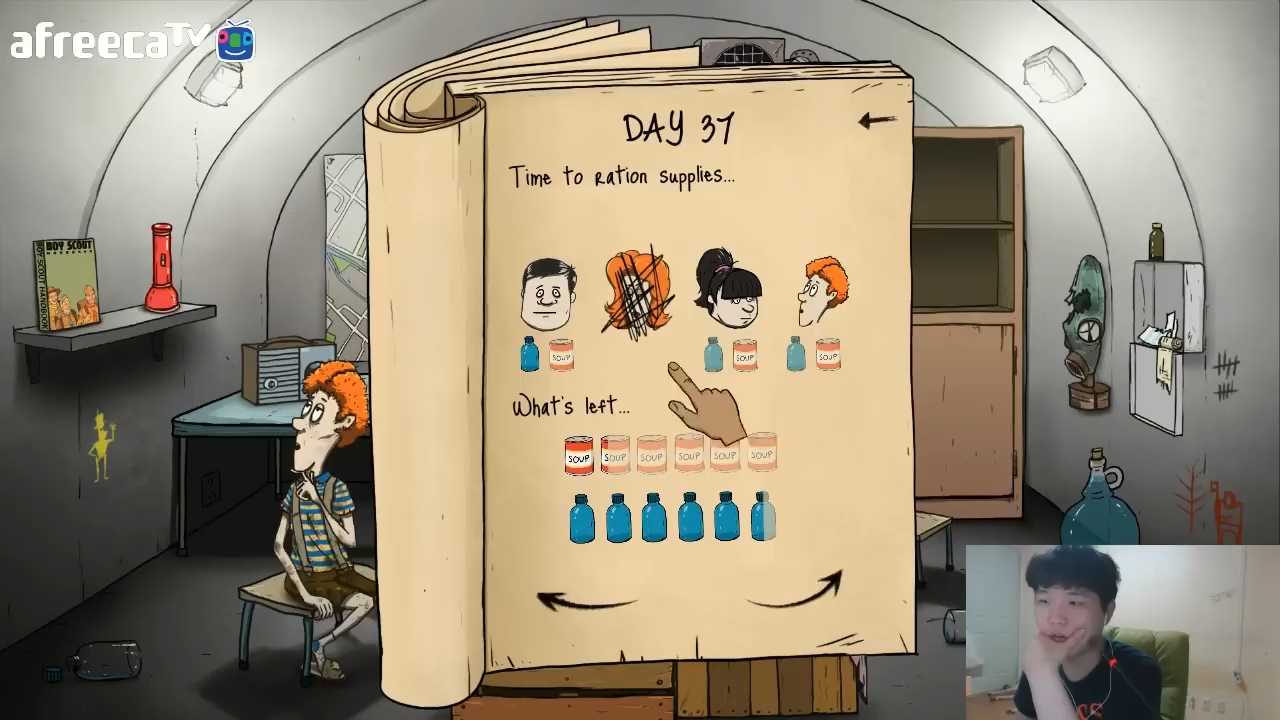 afreecaTV
DAY 37
Time to ration supplies...
BOY SCOUT
BOY SCOUT HANDBOOK
SOUP SOUP SOUP
What's left...
SOUP SOUP SOUP SOUP SOUP SOUP